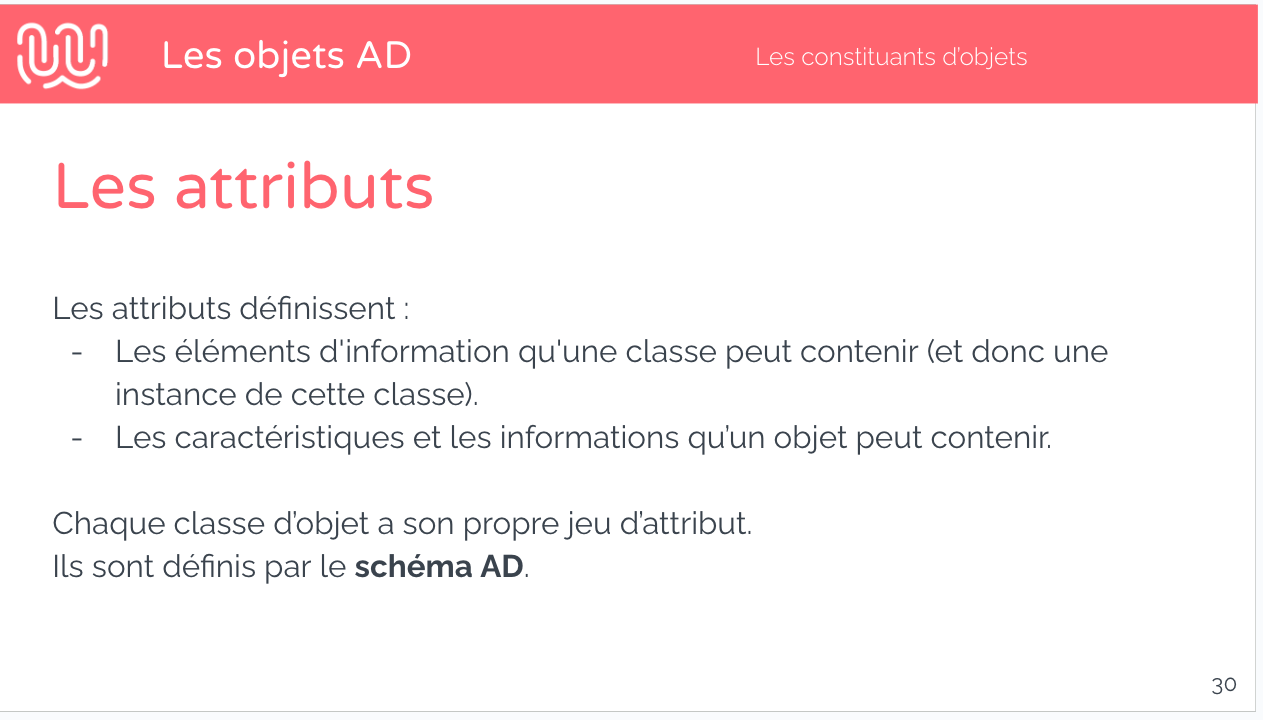 Les objets AD
Les constituants d’objets
Les attributs
Les attributs définissent :
- Les éléments d'information qu'une classe peut contenir (et donc une
instance de cette classe).
- Les caractéristiques et les informations qu’un objet peut contenir.
Chaque classe d’objet a son propre jeu d’attribut.
Ils sont définis par le schéma AD.
30